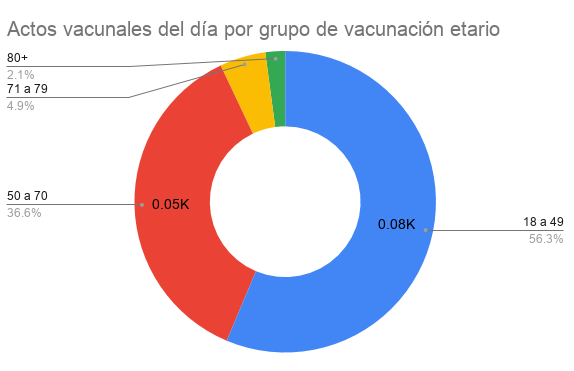 Actos vacunales del día por grupo de vacunación etario
80+
2.1%
71 a 79
4.9%
50 a 70
36.6%
0.05K
0.08K
18 a 49
56.3%